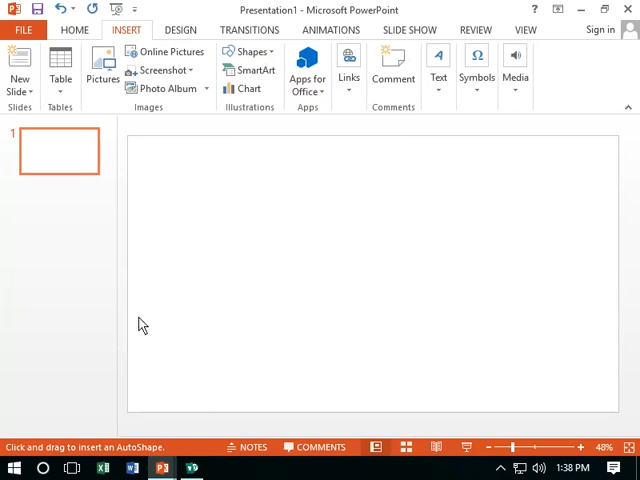 Presentation1 - Microsoft PowerPoint
FILE HOME INSERT DESIGN TRANSITIONS ANIMATIONS SLIDE SHOW REVIEW VIEW Sign in
New Slide
Slides
Table
Tables
Pictures
Online Pictures
Screenshot
Photo Album
Images
Shapes
SmartArt
Chart
Illustrations
Apps for Office
Apps
Links
Comment
Comments
Text
Symbols
Media
1
Click and drag to insert an AutoShape. NOTES COMMENTS 48%
1:38 PM